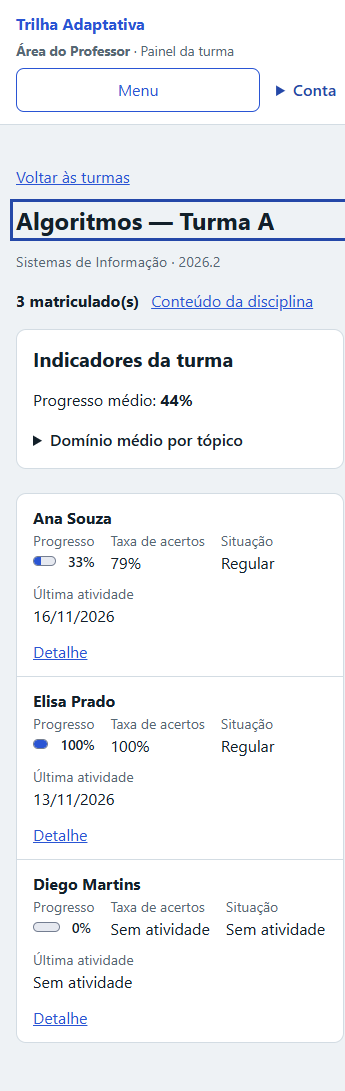 Trilha Adaptativa
Área do Professor · Painel da turma
Menu
▶ Conta
Voltar às turmas
Algoritmos — Turma A
Sistemas de Informação · 2026.2
3 matriculado(s) Conteúdo da disciplina
Indicadores da turma
Progresso médio: 44%
▶ Domínio médio por tópico
Ana Souza
Progresso Taxa de acertos Situação
33% 79% Regular
Última atividade
16/11/2026
Detalhe
Elisa Prado
Progresso Taxa de acertos Situação
100% 100% Regular
Última atividade
13/11/2026
Detalhe
Diego Martins
Progresso Taxa de acertos Situação
0% Sem atividade Sem atividade
Última atividade
Sem atividade
Detalhe